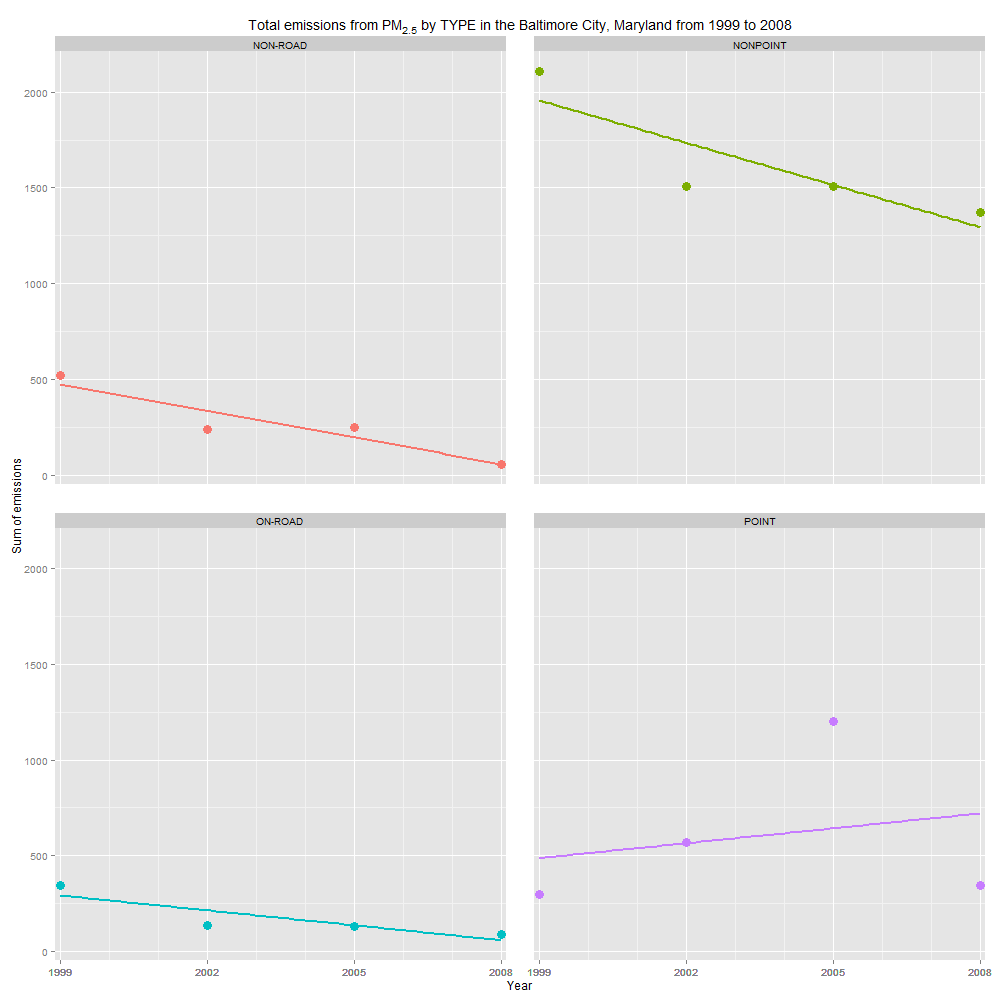 Total emissions from PM2.5 by TYPE in the Baltimore City, Maryland from 1999 to 2008
NON-ROAD
NONPOINT
2000
1500
1000
500
0
Sum of emissions
ON-ROAD
POINT
2000
1500
1000
500
0
1999 2002 2005 2008
1999 2002 2005 2008
Year